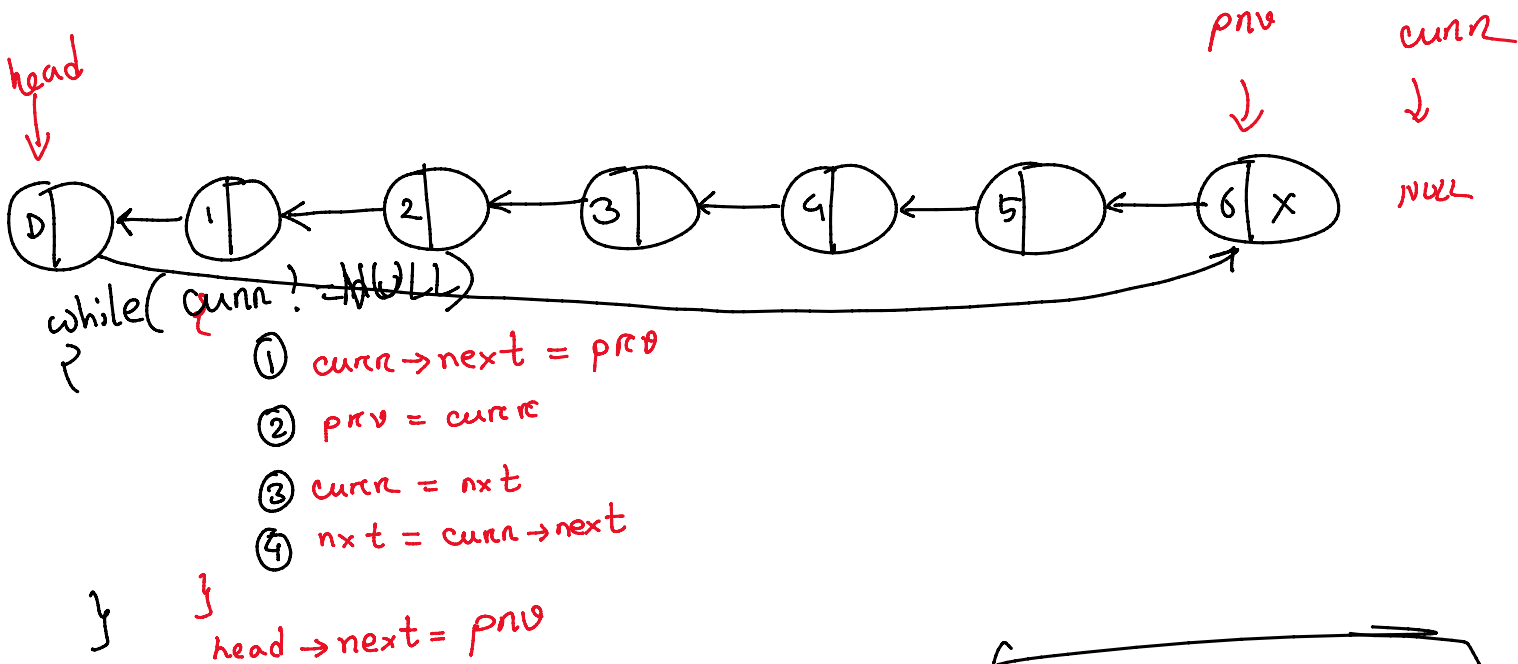 head
prv
curr
D
1
2
3
4
5
6 X
NULL
while( curr != NULL)
{
{
① curr→next = prv
② prv = curr
③ curr = nxt
④ nxt = curr→next
}
}
head→next = prv